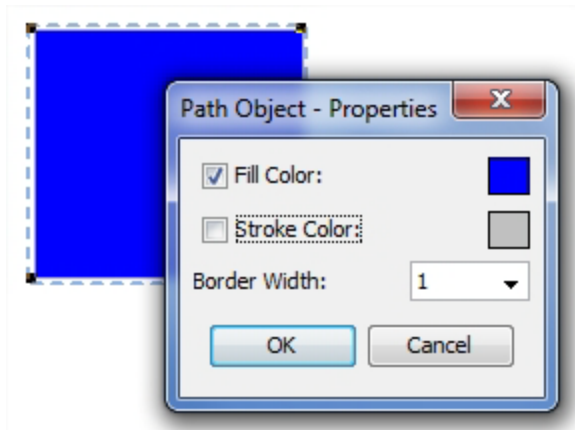 Path Object - Properties
Fill Color:
Stroke Color:
Border Width: 1
OK Cancel